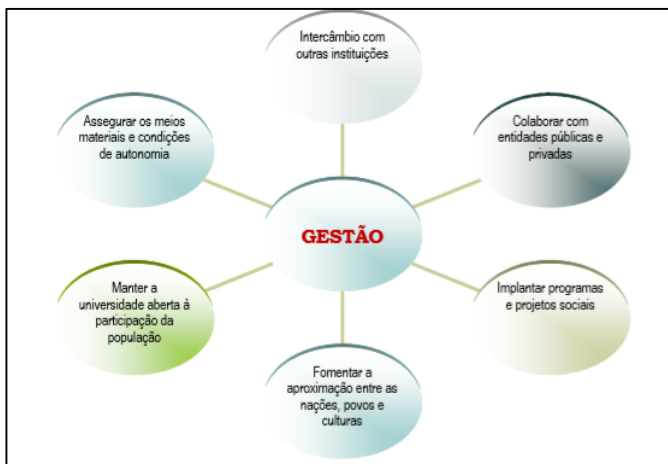 Intercâmbio com
outras instituições
Assegurar os meios
materiais e condições
de autonomia
Colaborar com
entidades públicas e
privadas
GESTÃO
Manter a
universidade aberta à
participação da
população
Implantar programas
e projetos sociais
Fomentar a
aproximação entre as
nações, povos e
culturas